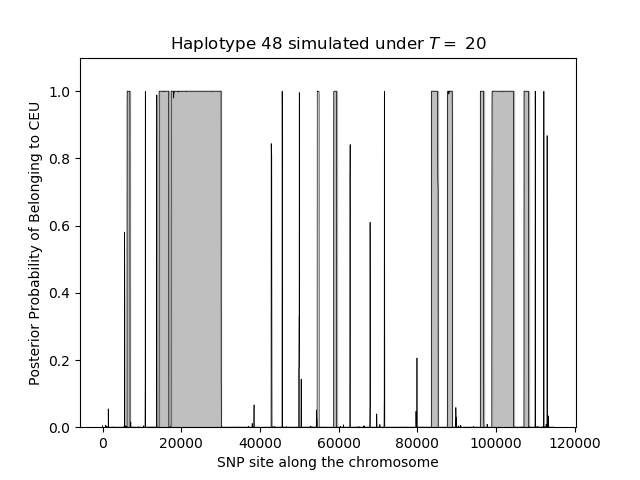 Haplotype 48 simulated under T = 20
Posterior Probability of Belonging to CEU
1.0
0.8
0.6
0.4
0.2
0.0
0 20000 40000 60000 80000 100000 120000
SNP site along the chromosome